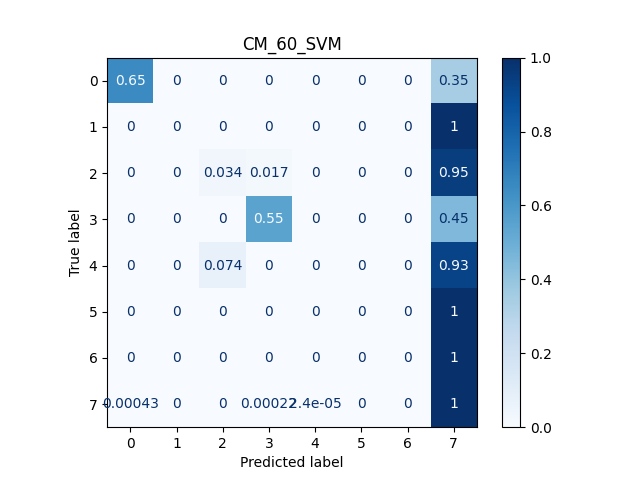 CM_60_SVM
True label
0 0.65 0 0 0 0 0 0 0.35
1 0 0 0 0 0 0 0 1
2 0 0 0.034 0.017 0 0 0 0.95
3 0 0 0 0.55 0 0 0 0.45
4 0 0 0.074 0 0 0 0 0.93
5 0 0 0 0 0 0 0 1
6 0 0 0 0 0 0 0 1
7 0.00043 0 0 0.00022 2.4e-05 0 0 1
0 1 2 3 4 5 6 7
Predicted label
1.0
0.8
0.6
0.4
0.2
0.0